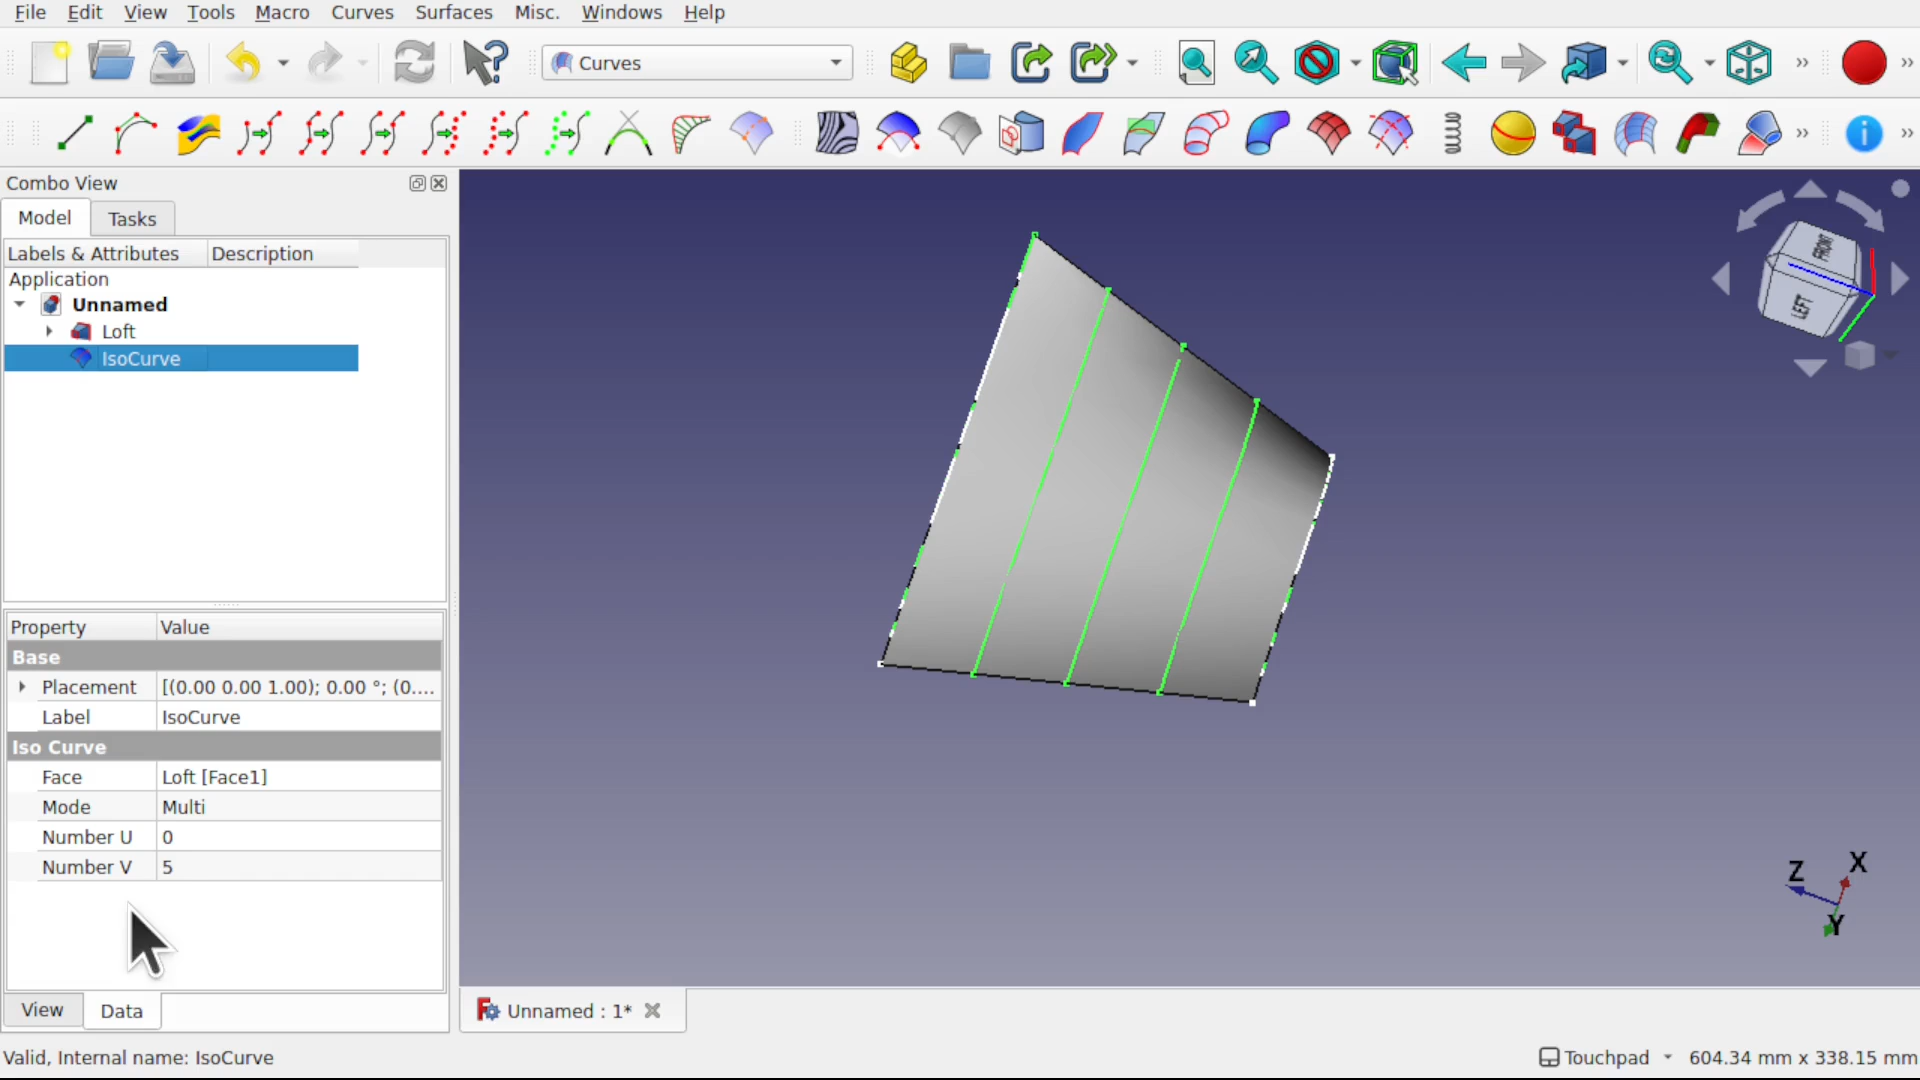 File Edit View Tools Macro Curves Surfaces Misc. Windows Help
Curves
Combo View
Model Tasks
Labels & Attributes Description
Application
Unnamed
Loft
IsoCurve
FRONT
LEFT
Property Value
Base
Placement [(0.00 0.00 1.00); 0.00 °; (0....
Label IsoCurve
Iso Curve
Face Loft [Face1]
Mode Multi
Number U 0
Number V 5
Z X
Y
View Data
Unnamed : 1*
Valid, Internal name: IsoCurve
Touchpad 604.34 mm x 338.15 mm